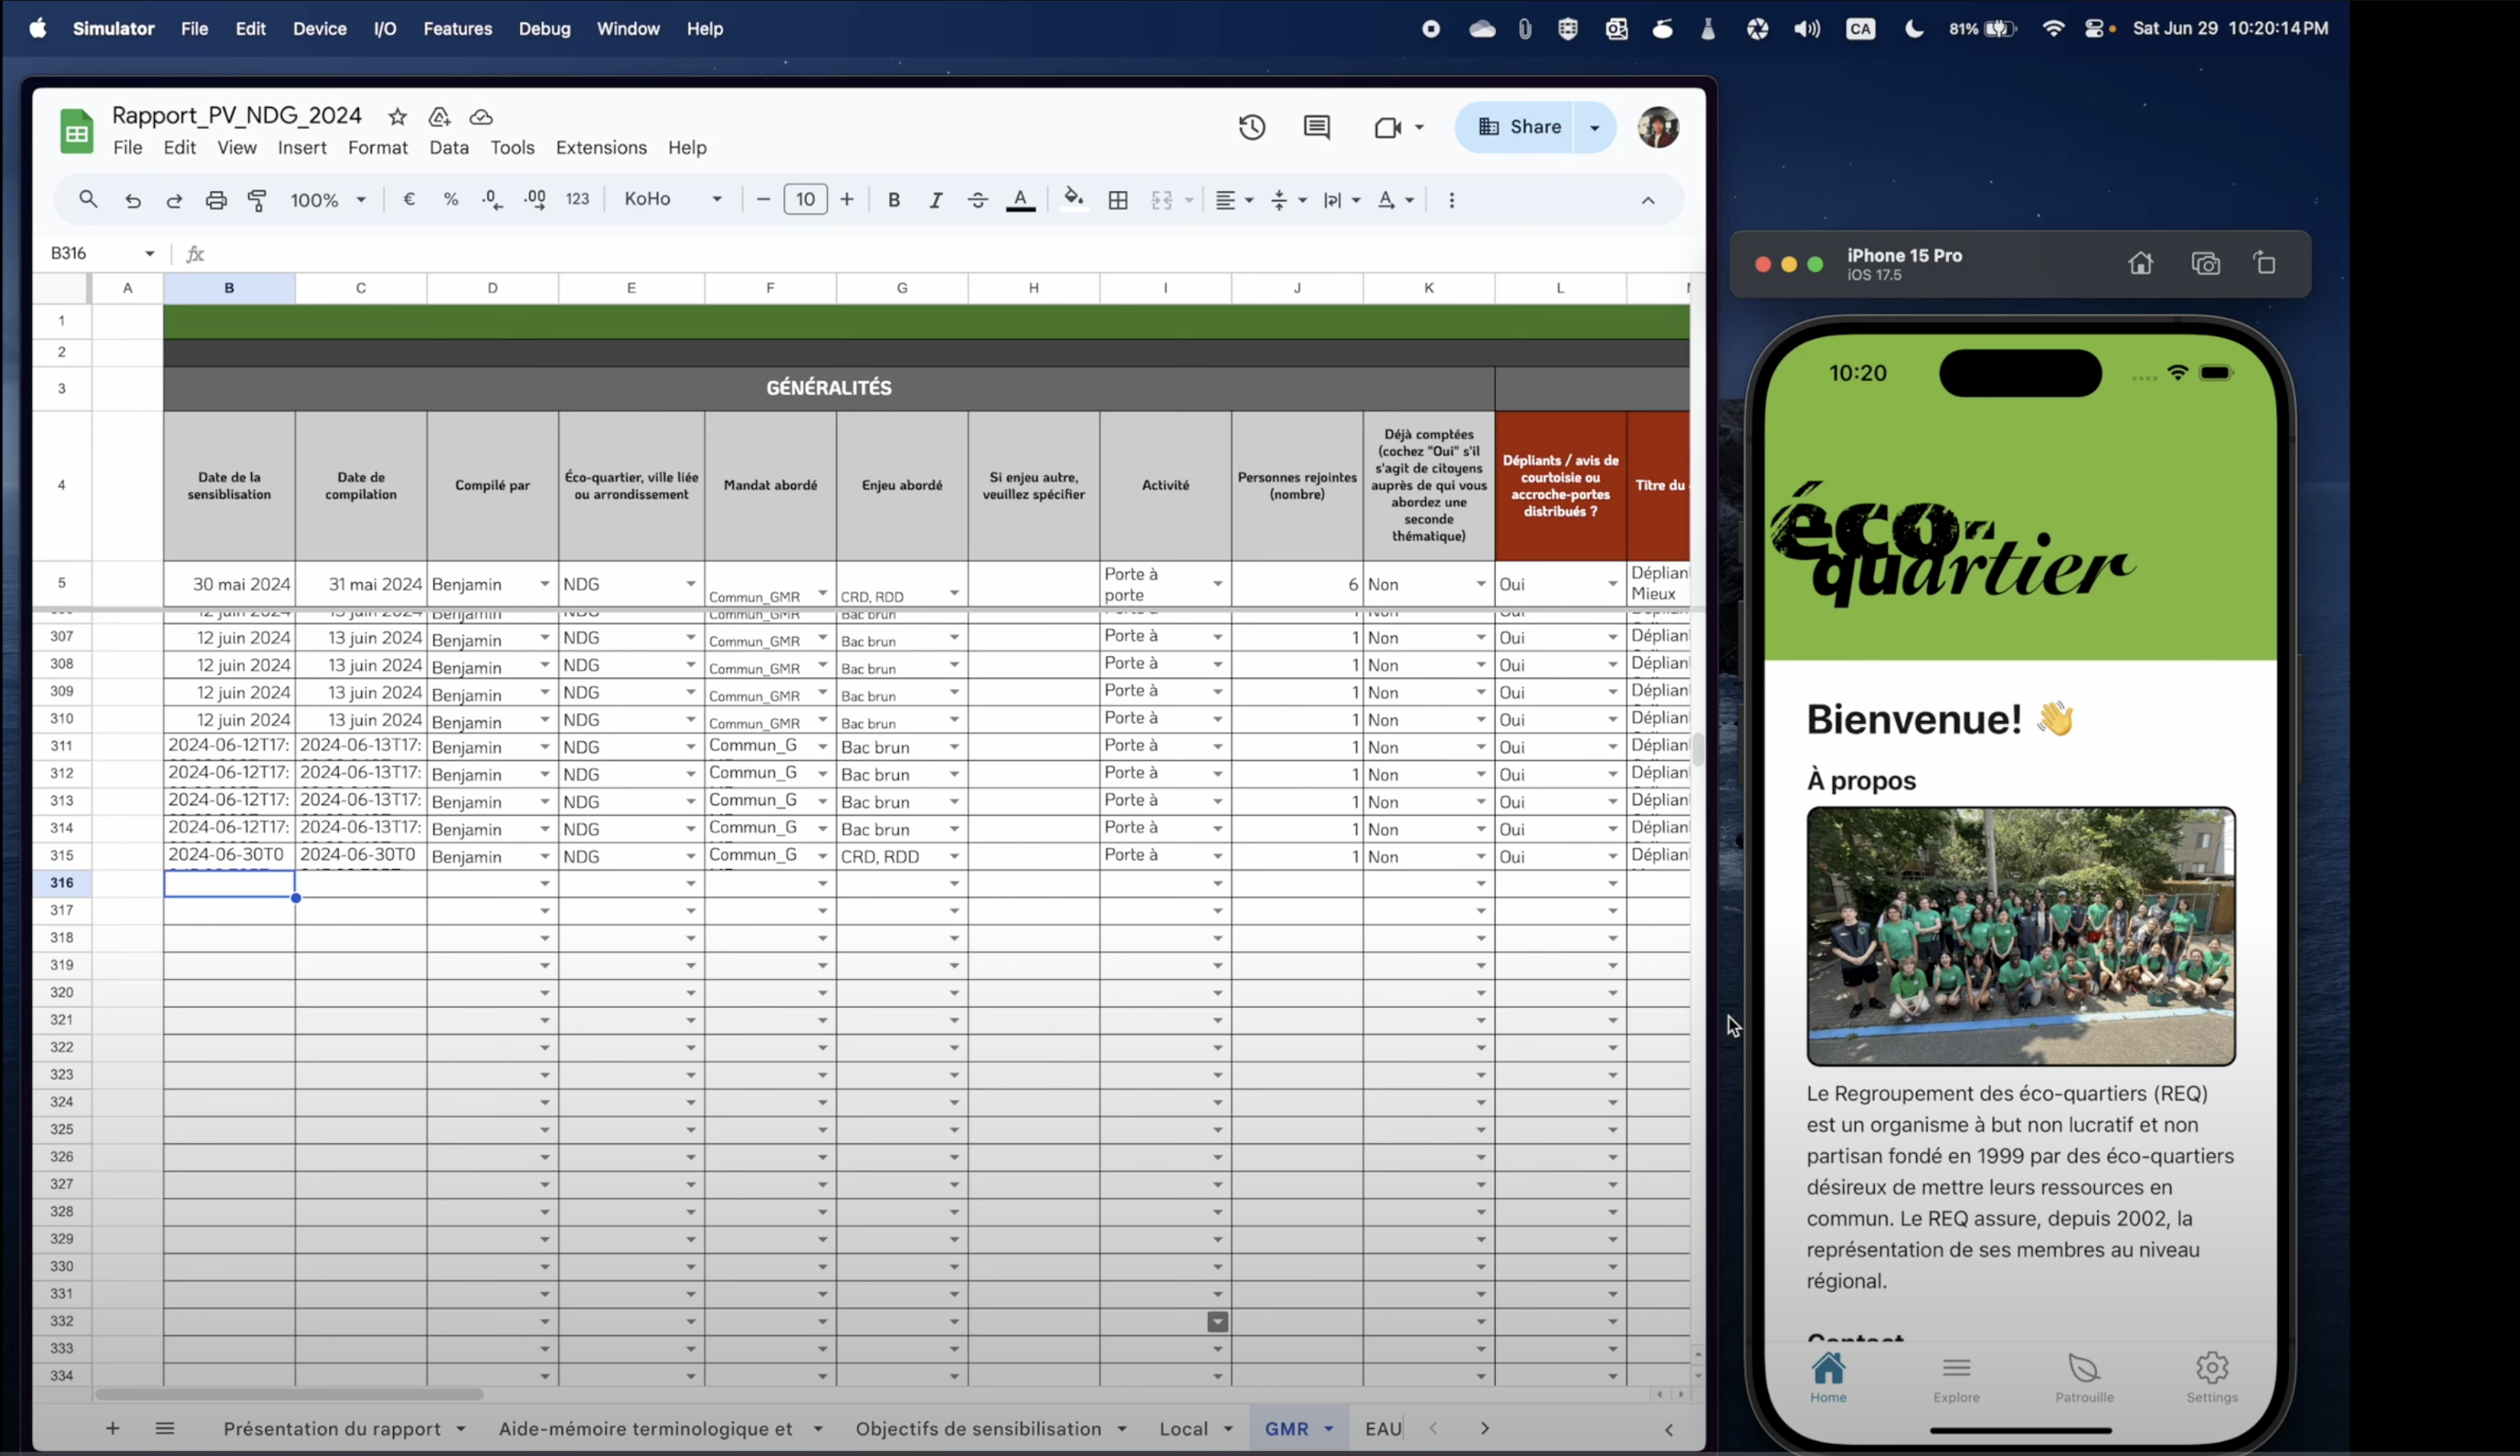 Simulator File Edit Device I/O Features Debug Window Help
CA 81% Sat Jun 29 10:20:14 PM
Rapport_PV_NDG_2024
File Edit View Insert Format Data Tools Extensions Help
Share
100% € % .0 .00 123 KoHo 10 B I A
B316 fx
A B C D E F G H I J K L
1
2
3 GÉNÉRALITÉS
4
Date de la
sensiblisation
Date de
compilation
Compilé par
Éco-quartier, ville liée
ou arrondissement
Mandat abordé
Enjeu abordé
Si enjeu autre,
veuillez spécifier
Activité
Personnes rejointes
(nombre)
Déjà comptées
(cochez "Oui" s'il
s'agit de citoyens
auprès de qui vous
abordez une
seconde
thématique)
Dépliants / avis de
courtoisie ou
accroche-portes
distribués ?
Titre du
5 30 mai 2024 31 mai 2024 Benjamin NDG Commun_GMR CRD, RDD Porte à porte 6 Non Oui Déplian Mieux
307 12 juin 2024 13 juin 2024 Benjamin NDG Commun_GMR Bac brun Porte à 1 Non Oui Déplian
308 12 juin 2024 13 juin 2024 Benjamin NDG Commun_GMR Bac brun Porte à 1 Non Oui Déplian
309 12 juin 2024 13 juin 2024 Benjamin NDG Commun_GMR Bac brun Porte à 1 Non Oui Déplian
310 12 juin 2024 13 juin 2024 Benjamin NDG Commun_GMR Bac brun Porte à 1 Non Oui Déplian
311 2024-06-12T17: 2024-06-13T17: Benjamin NDG Commun_G Bac brun Porte à 1 Non Oui Déplian
312 2024-06-12T17: 2024-06-13T17: Benjamin NDG Commun_G Bac brun Porte à 1 Non Oui Déplian
313 2024-06-12T17: 2024-06-13T17: Benjamin NDG Commun_G Bac brun Porte à 1 Non Oui Déplian
314 2024-06-12T17: 2024-06-13T17: Benjamin NDG Commun_G Bac brun Porte à 1 Non Oui Déplian
315 2024-06-30T0 2024-06-30T0 Benjamin NDG Commun_G CRD, RDD Porte à 1 Non Oui Déplian
316
317
318
319
320
321
322
323
324
325
326
327
328
329
330
331
332
333
334
Présentation du rapport Aide-mémoire terminologique et Objectifs de sensibilisation Local GMR EAU
iPhone 15 Pro
iOS 17.5
10:20
éco-
quartier
Bienvenue! 👋
À propos
Le Regroupement des éco-quartiers (REQ)
est un organisme à but non lucratif et non
partisan fondé en 1999 par des éco-quartiers
désireux de mettre leurs ressources en
commun. Le REQ assure, depuis 2002, la
représentation de ses membres au niveau
régional.
Contact
Home Explore Patrouille Settings